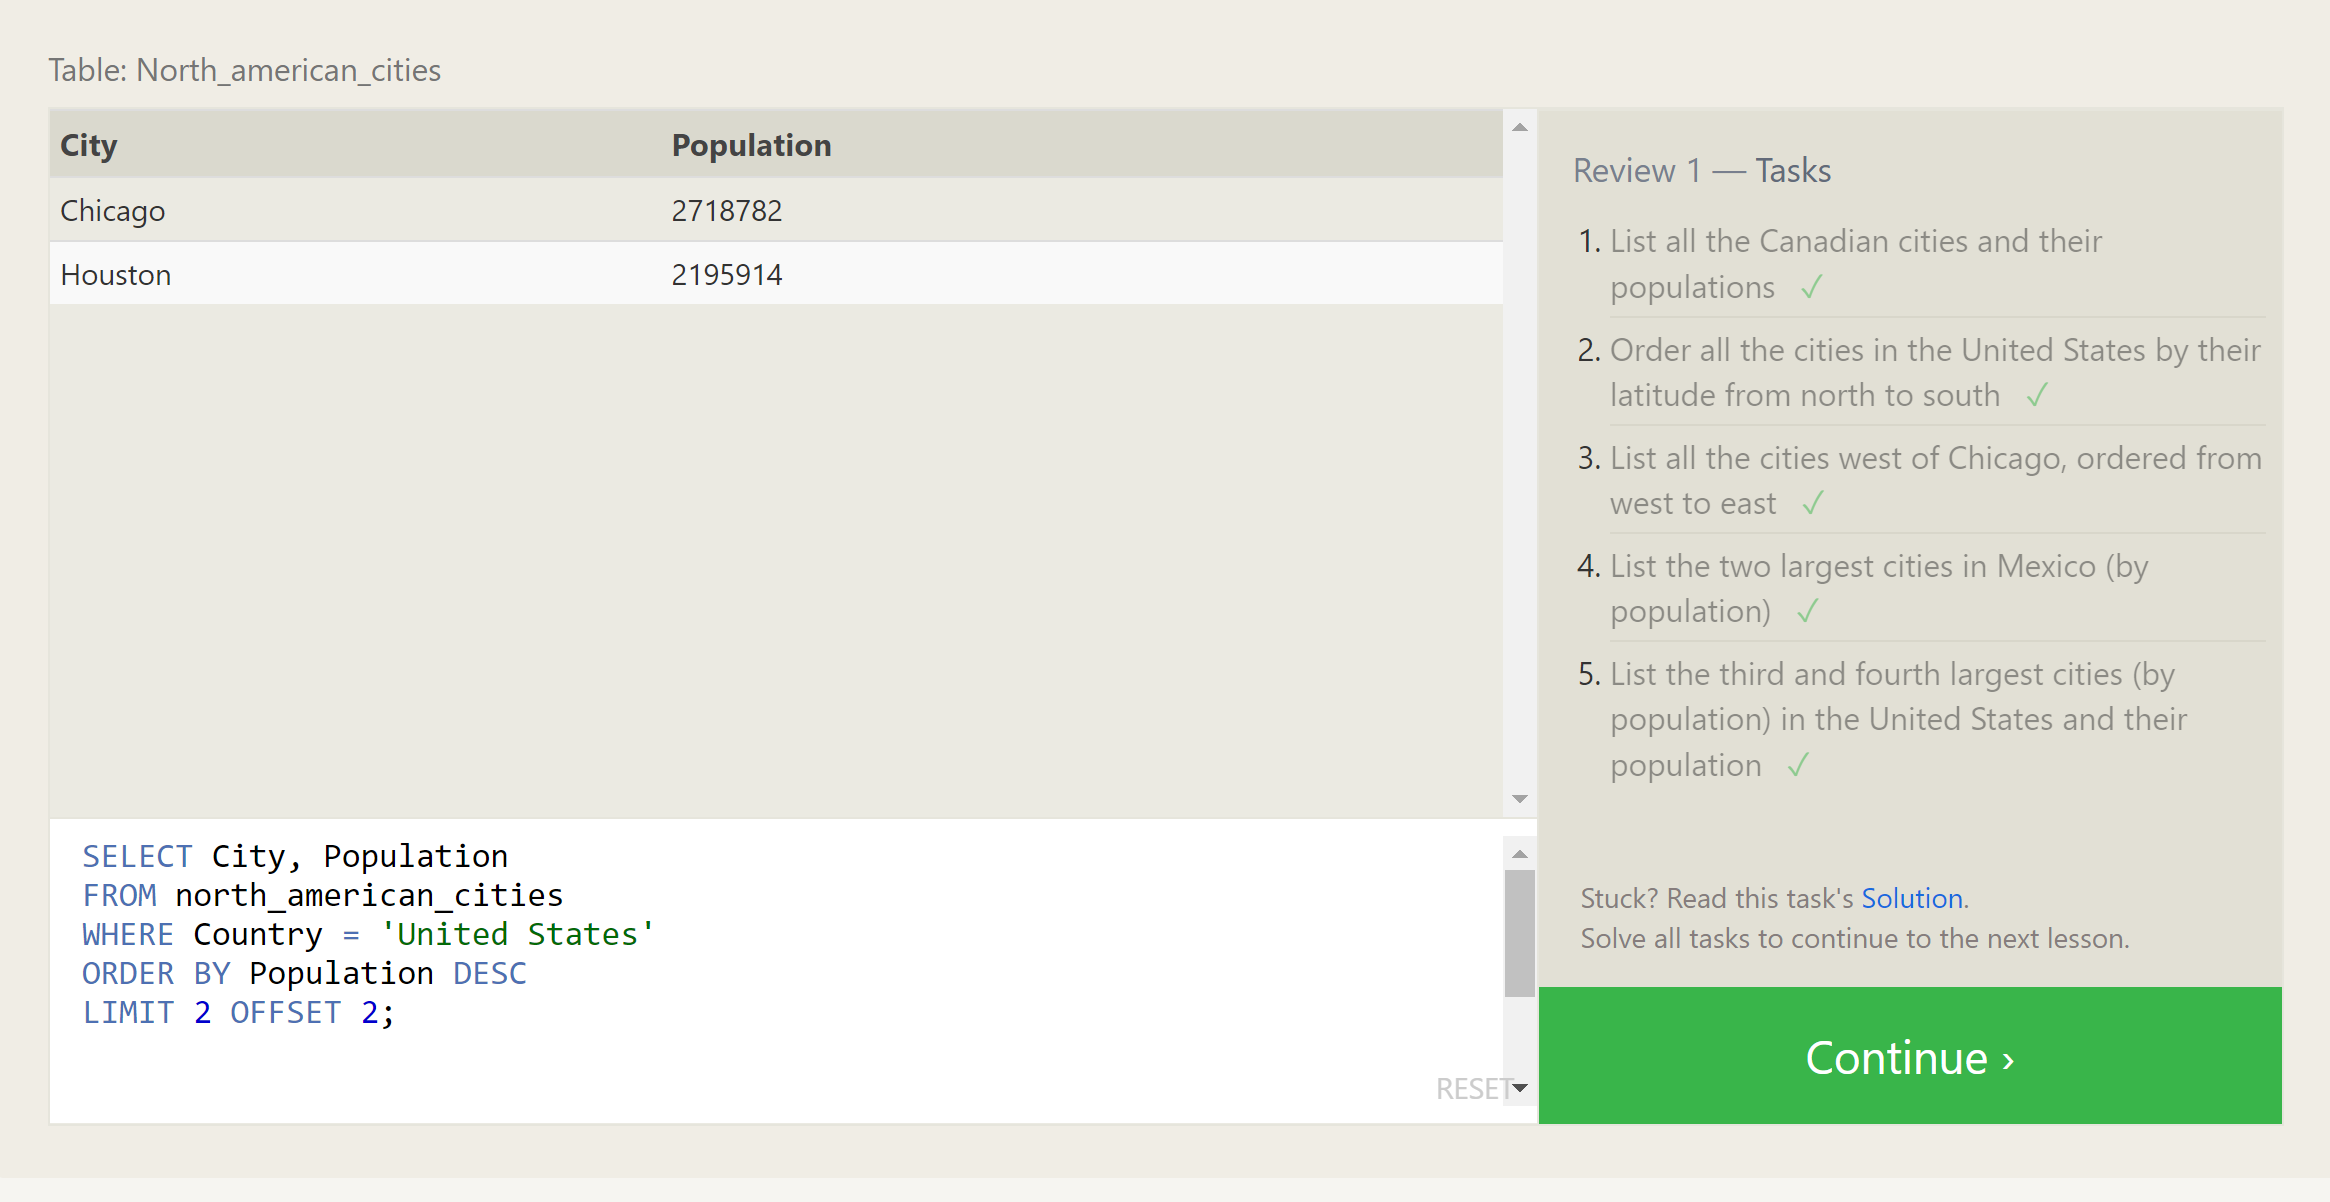 Table: North_american_cities
City Population
Chicago 2718782
Houston 2195914
SELECT City, Population
FROM north_american_cities
WHERE Country = 'United States'
ORDER BY Population DESC
LIMIT 2 OFFSET 2;
RESET
Review 1 — Tasks
1. List all the Canadian cities and their
populations ✓
2. Order all the cities in the United States by their
latitude from north to south ✓
3. List all the cities west of Chicago, ordered from
west to east ✓
4. List the two largest cities in Mexico (by
population) ✓
5. List the third and fourth largest cities (by
population) in the United States and their
population ✓
Stuck? Read this task's Solution.
Solve all tasks to continue to the next lesson.
Continue ›